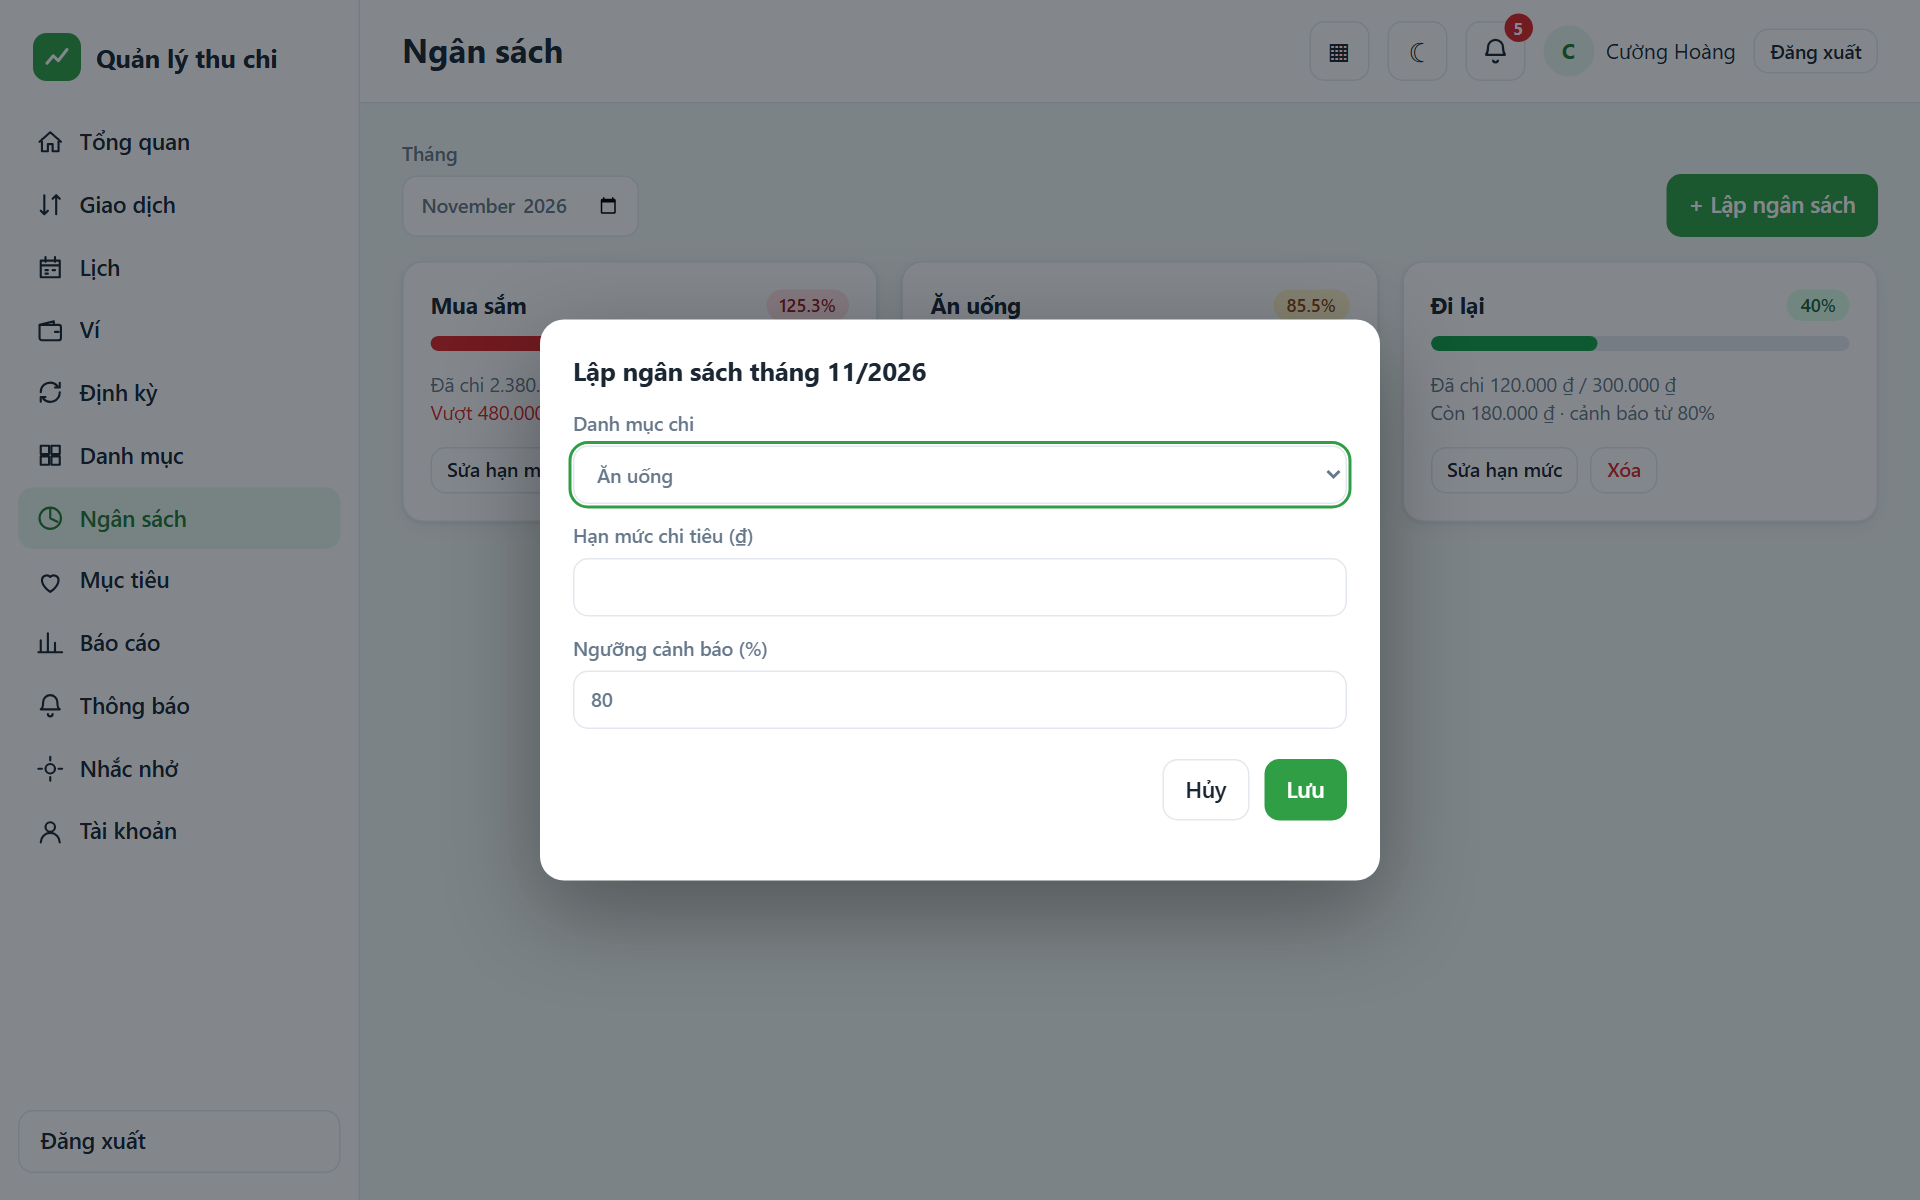 Quản lý thu chi
Tổng quan
Giao dịch
Lịch
Ví
Định kỳ
Danh mục
Ngân sách
Mục tiêu
Báo cáo
Thông báo
Nhắc nhở
Tài khoản
Đăng xuất
Ngân sách
5
C
Cường Hoàng
Đăng xuất
Tháng
November 2026
+ Lập ngân sách
Mua sắm
125.3%
Đã chi 2.380.
Vượt 480.000
Sửa hạn m
Ăn uống
85.5%
Đi lại
40%
Đã chi 120.000 ₫ / 300.000 ₫
Còn 180.000 ₫ · cảnh báo từ 80%
Sửa hạn mức
Xóa
Lập ngân sách tháng 11/2026
Danh mục chi
Ăn uống
Hạn mức chi tiêu (₫)
Ngưỡng cảnh báo (%)
80
Hủy
Lưu